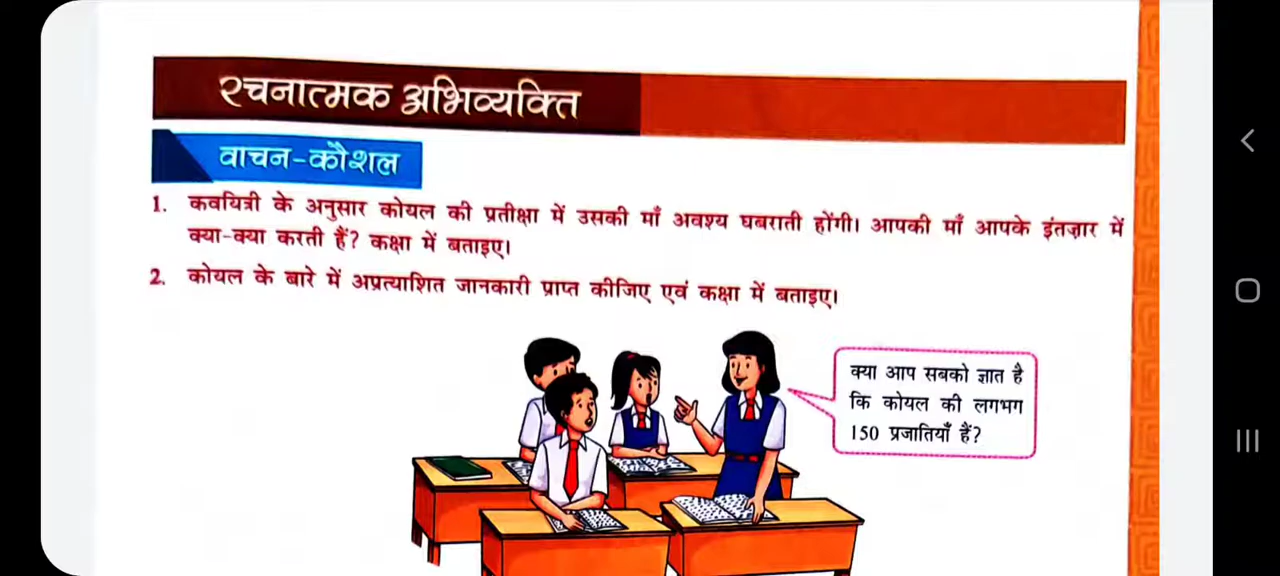 रचनात्मक अभिव्यक्ति
वाचन-कौशल
1. कवयित्री के अनुसार कोयल की प्रतीक्षा में उसकी माँ अवश्य घबराती होंगी। आपकी माँ आपके इंतज़ार में
क्या-क्या करती हैं? कक्षा में बताइए।
2. कोयल के बारे में अप्रत्याशित जानकारी प्राप्त कीजिए एवं कक्षा में बताइए।
क्या आप सबको ज्ञात है
कि कोयल की लगभग
150 प्रजातियाँ हैं?